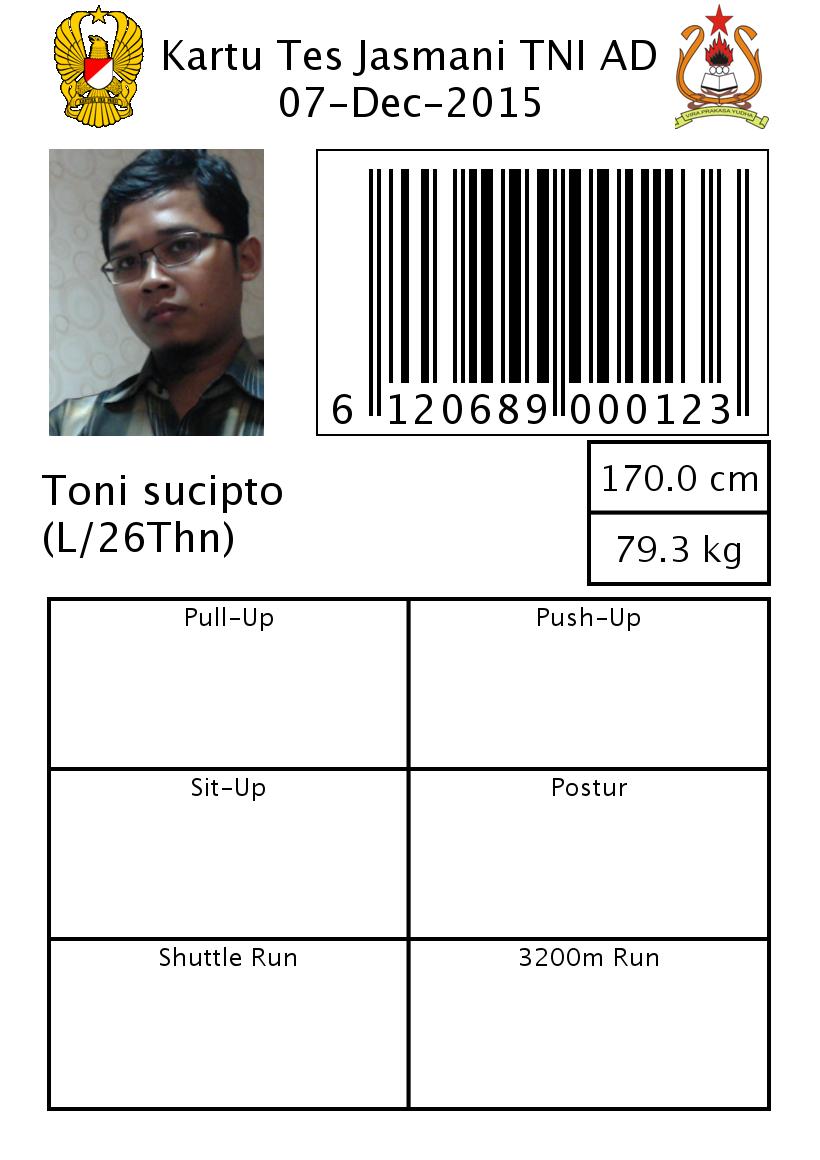 Kartu Tes Jasmani TNI AD
07-Dec-2015
VIRA PRAKASA YUDHA
6 120689 000123
Toni sucipto
(L/26Thn)
170.0 cm
79.3 kg
Pull-Up
Push-Up
Sit-Up
Postur
Shuttle Run
3200m Run